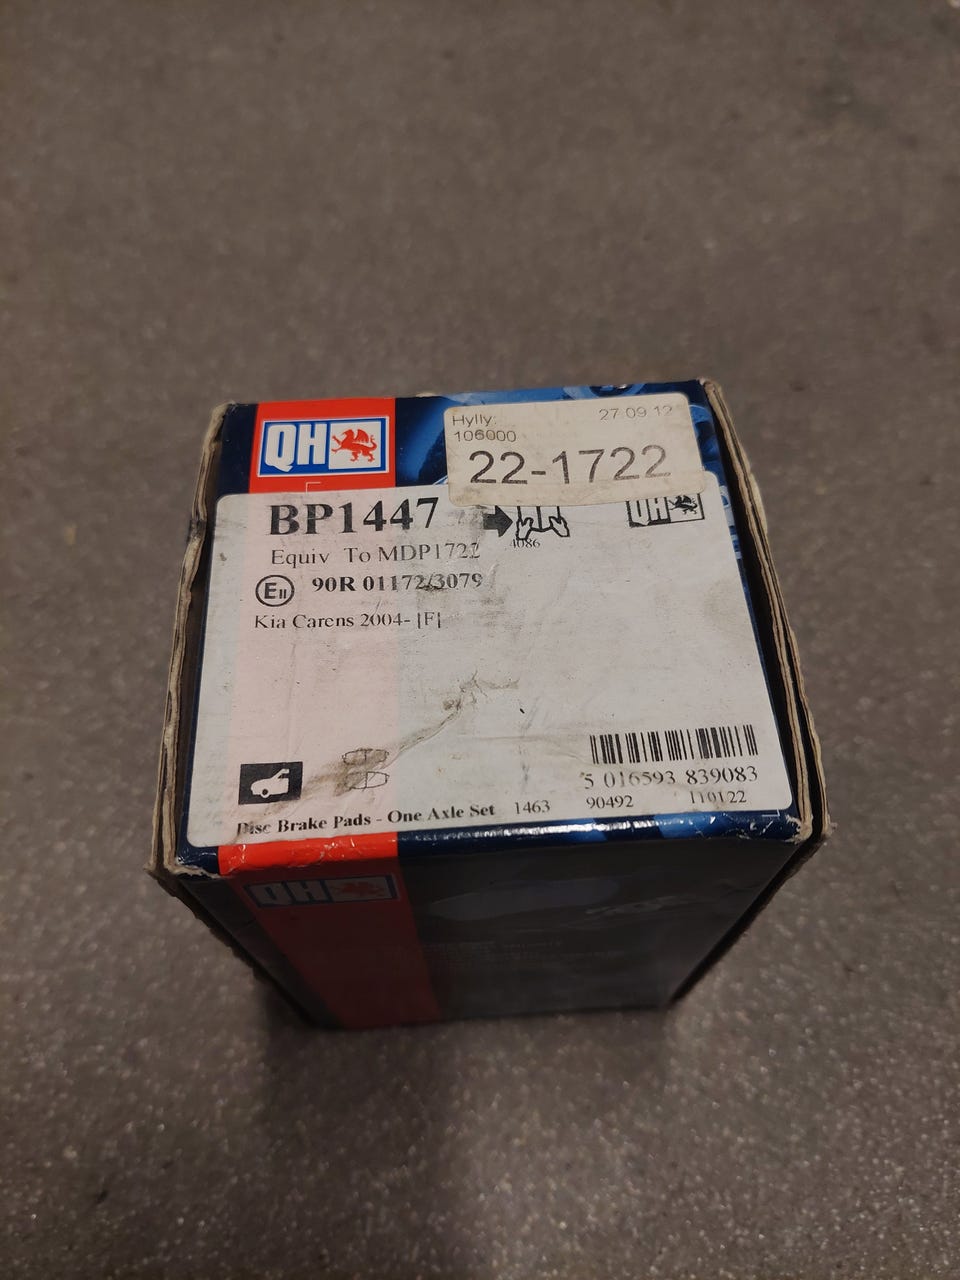 QH
Hylly: 27.09.12
106000
22-1722
BP1447
QH
4086
Equiv To MDP1722
E11 90R 01172/3079
Kia Carens 2004- |F|
5 016593 839083
Disc Brake Pads - One Axle Set 1463 90492 110122
QH